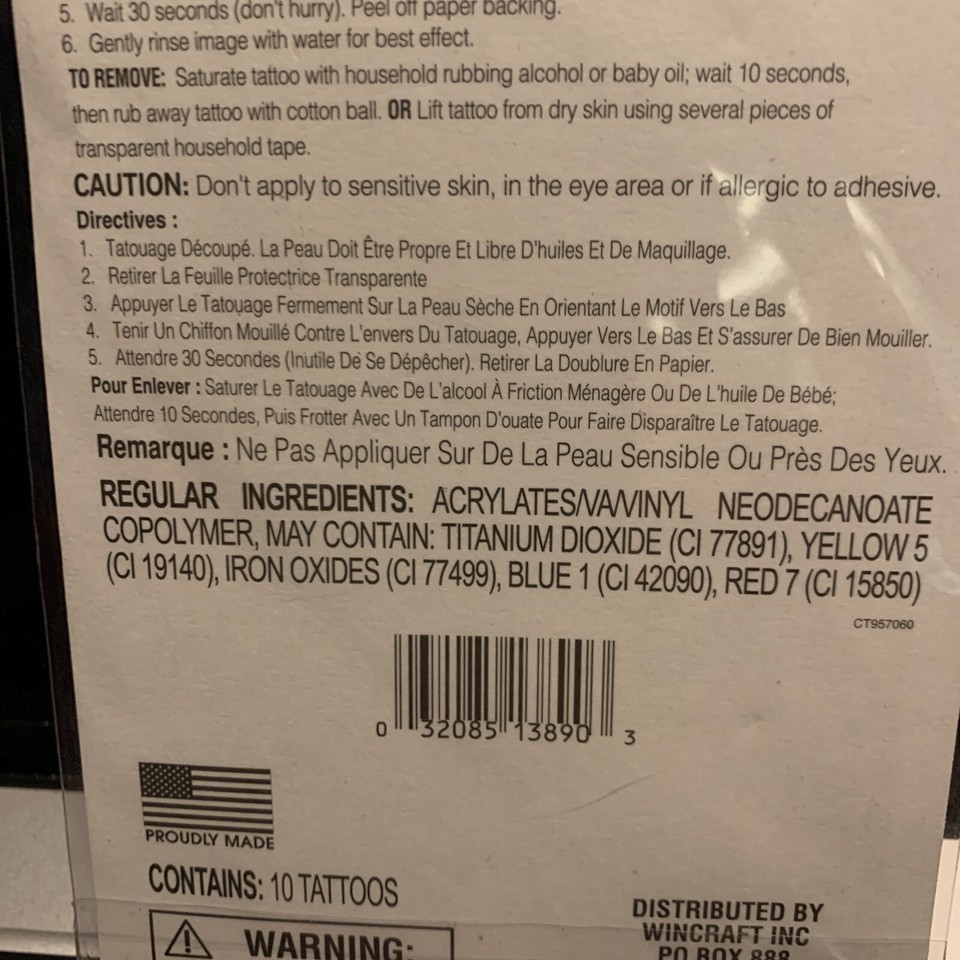 5. Wait 30 seconds (don't hurry). Peel off paper backing.
6. Gently rinse image with water for best effect.
TO REMOVE: Saturate tattoo with household rubbing alcohol or baby oil; wait 10 seconds,
then rub away tattoo with cotton ball. OR Lift tattoo from dry skin using several pieces of
transparent household tape.
CAUTION: Don't apply to sensitive skin, in the eye area or if allergic to adhesive.
Directives :
1. Tatouage Découpé. La Peau Doit Être Propre Et Libre D'huiles Et De Maquillage.
2. Retirer La Feuille Protectrice Transparente
3. Appuyer Le Tatouage Fermement Sur La Peau Sèche En Orientant Le Motif Vers Le Bas
4. Tenir Un Chiffon Mouillé Contre L'envers Du Tatouage, Appuyer Vers Le Bas Et S'assurer De Bien Mouiller.
5. Attendre 30 Secondes (Inutile De Se Dépêcher). Retirer La Doublure En Papier.
Pour Enlever : Saturer Le Tatouage Avec De L'alcool À Friction Ménagère Ou De L'huile De Bébé;
Attendre 10 Secondes, Puis Frotter Avec Un Tampon D'ouate Pour Faire Disparaître Le Tatouage.
Remarque : Ne Pas Appliquer Sur De La Peau Sensible Ou Près Des Yeux.
REGULAR INGREDIENTS: ACRYLATES/VA/VINYL NEODECANOATE
COPOLYMER, MAY CONTAIN: TITANIUM DIOXIDE (CI 77891), YELLOW 5
(CI 19140), IRON OXIDES (CI 77499), BLUE 1 (CI 42090), RED 7 (CI 15850)
CT957060
0 32085 13890 3
PROUDLY MADE
CONTAINS: 10 TATTOOS
WARNING:
DISTRIBUTED BY
WINCRAFT INC
PO BOX 888